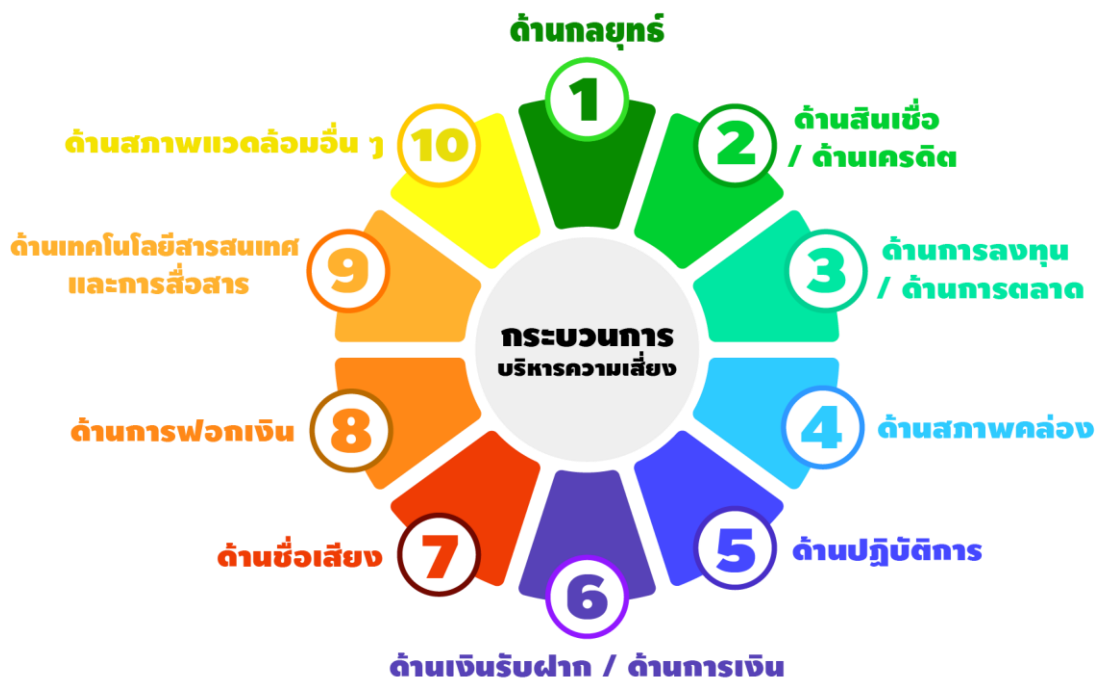 ด้านกลยุทธ์
1
2
ด้านสินเชื่อ
/ ด้านเครดิต
3
ด้านการลงทุน
/ ด้านการตลาด
4
ด้านสภาพคล่อง
5
ด้านปฏิบัติการ
6
ด้านเงินรับฝาก / ด้านการเงิน
7
ด้านชื่อเสียง
8
ด้านการฟอกเงิน
9
ด้านเทคโนโลยีสารสนเทศ
และการสื่อสาร
10
ด้านสภาพแวดล้อมอื่น ๆ
กระบวนการ
บริหารความเสี่ยง